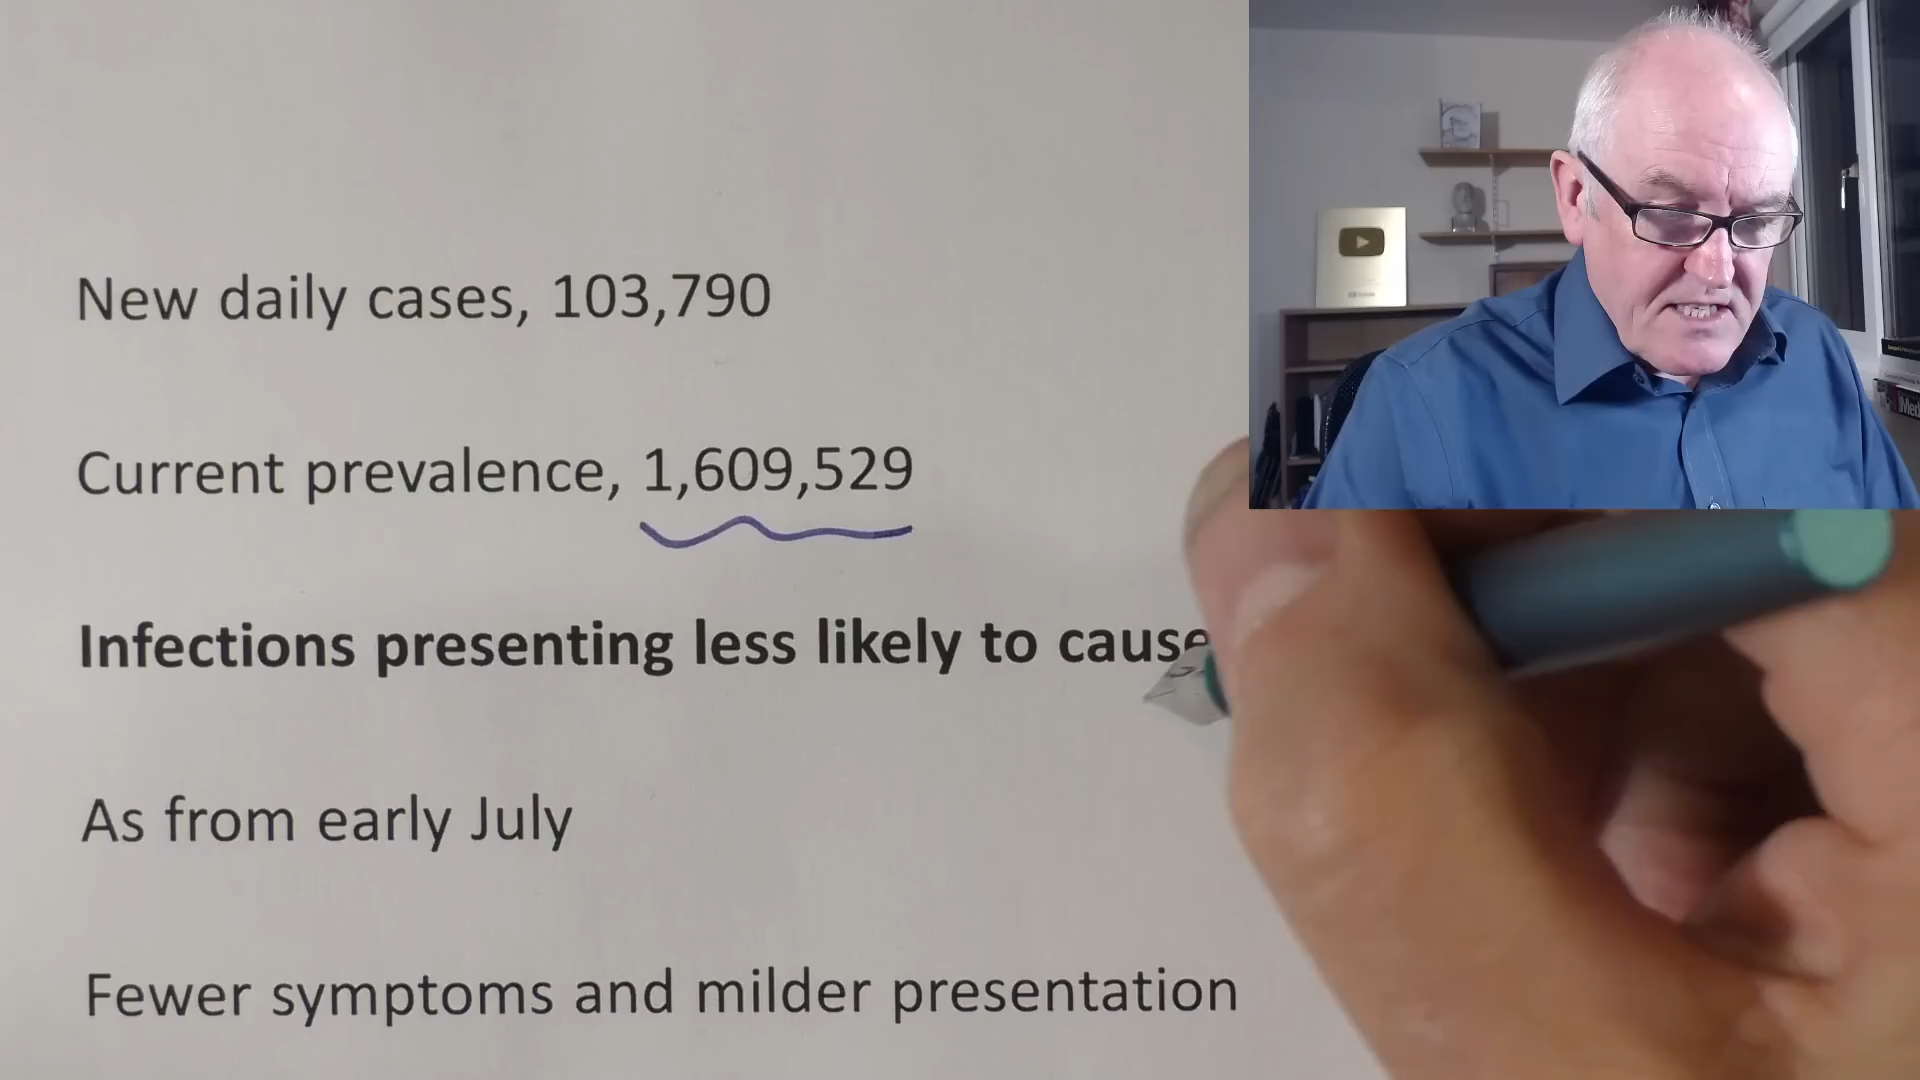 New daily cases, 103,790
Current prevalence, 1,609,529
Infections presenting less likely to cause
As from early July
Fewer symptoms and milder presentation